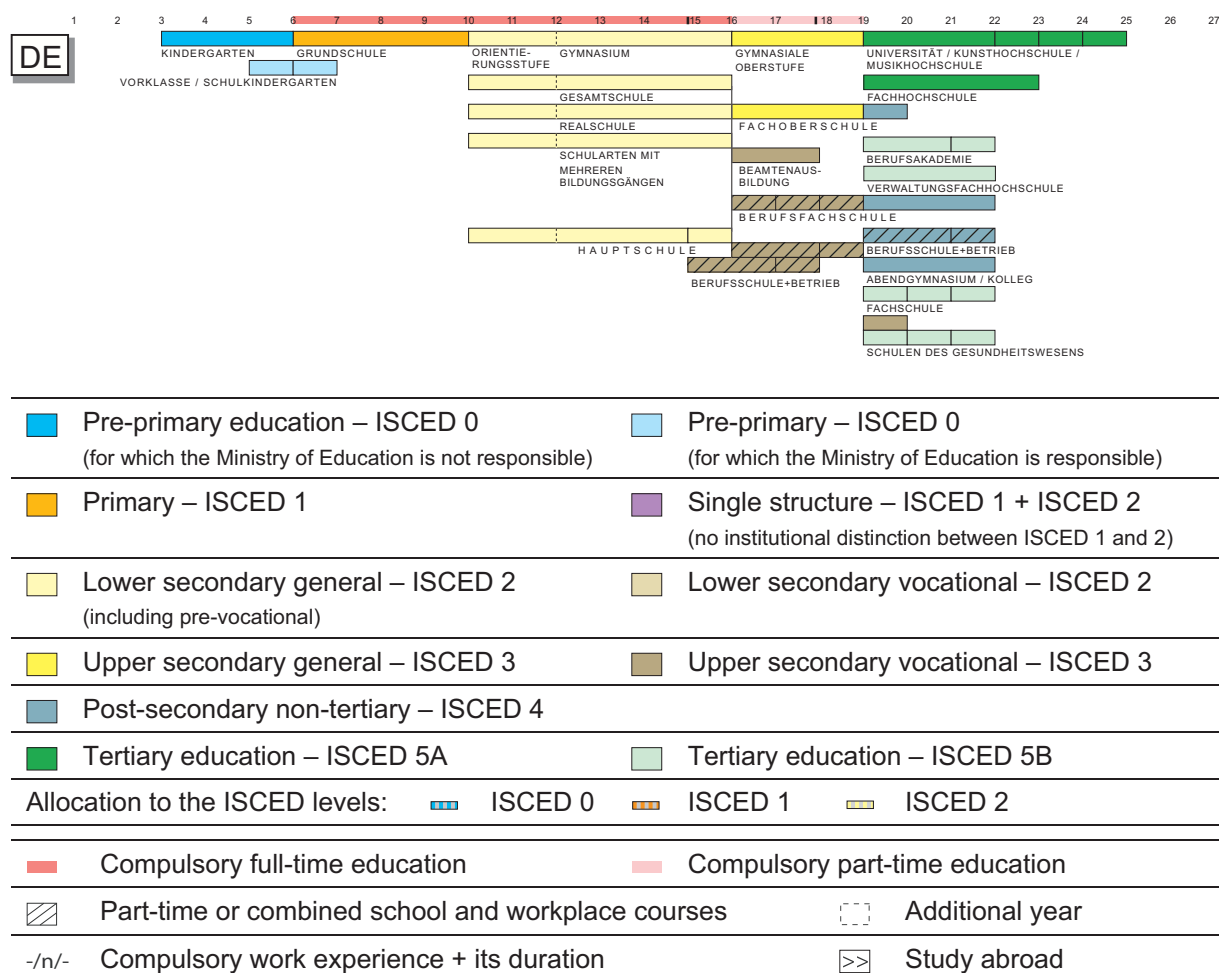 1 2 3 4 5 6 7 8 9 10 11 12 13 14 15 16 17 18 19 20 21 22 23 24 25 26 27
DE
KINDERGARTEN GRUNDSCHULE ORIENTIE- GYMNASIUM GYMNASIALE UNIVERSITÄT / KUNSTHOCHSCHULE /
RUNGSSTUFE OBERSTUFE MUSIKHOCHSCHULE
VORKLASSE / SCHULKINDERGARTEN
GESAMTSCHULE FACHHOCHSCHULE
REALSCHULE FACHOBERSCHULE
SCHULARTEN MIT BERUFSAKADEMIE
MEHREREN BEAMTENAUS-
BILDUNGSGÄNGEN BILDUNG VERWALTUNGSFACHHOCHSCHULE
BERUFSFACHSCHULE
HAUPTSCHULE BERUFSSCHULE+BETRIEB
BERUFSSCHULE+BETRIEB ABENDGYMNASIUM / KOLLEG
FACHSCHULE
SCHULEN DES GESUNDHEITSWESENS
Pre-primary education – ISCED 0 Pre-primary – ISCED 0
(for which the Ministry of Education is not responsible) (for which the Ministry of Education is responsible)
Primary – ISCED 1 Single structure – ISCED 1 + ISCED 2
(no institutional distinction between ISCED 1 and 2)
Lower secondary general – ISCED 2 Lower secondary vocational – ISCED 2
(including pre-vocational)
Upper secondary general – ISCED 3 Upper secondary vocational – ISCED 3
Post-secondary non-tertiary – ISCED 4
Tertiary education – ISCED 5A Tertiary education – ISCED 5B
Allocation to the ISCED levels: ISCED 0 ISCED 1 ISCED 2
Compulsory full-time education Compulsory part-time education
Part-time or combined school and workplace courses Additional year
-/n/- Compulsory work experience + its duration >> Study abroad